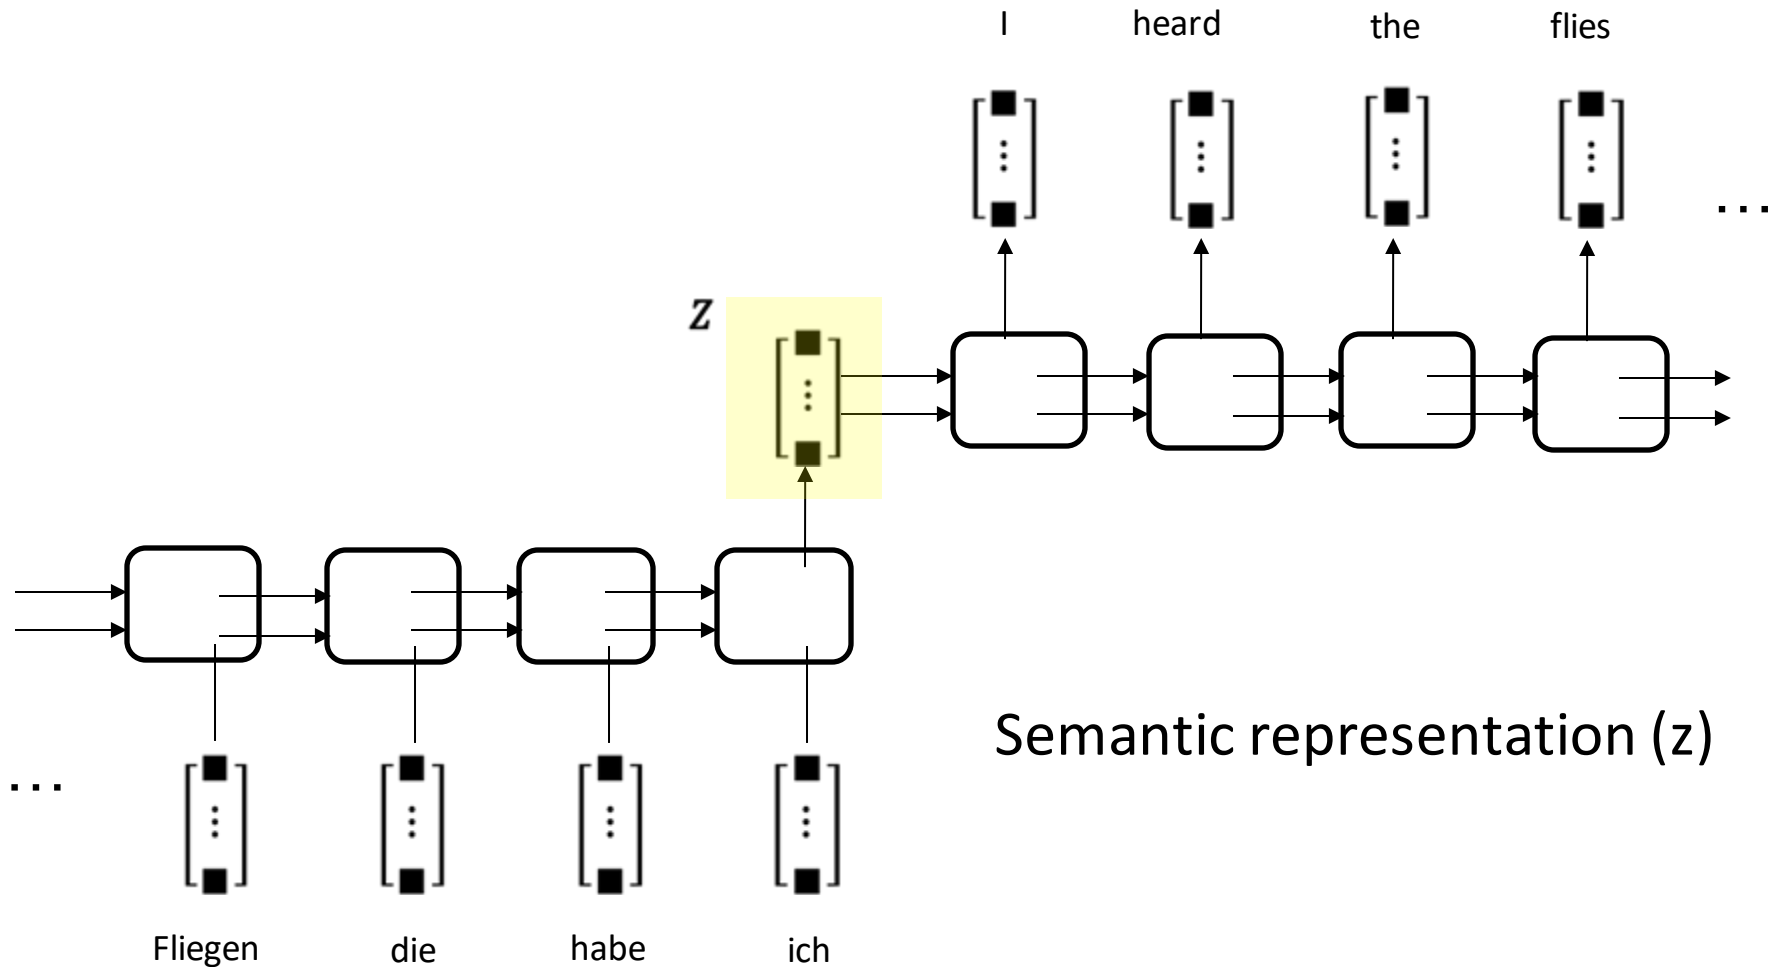 I heard the flies
...
z
Semantic representation (z)
...
Fliegen die habe ich